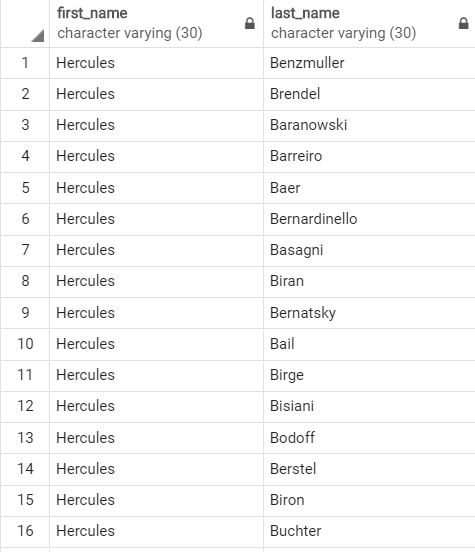 first_name last_name
character varying (30) character varying (30)
1 Hercules Benzmuller
2 Hercules Brendel
3 Hercules Baranowski
4 Hercules Barreiro
5 Hercules Baer
6 Hercules Bernardinello
7 Hercules Basagni
8 Hercules Biran
9 Hercules Bernatsky
10 Hercules Bail
11 Hercules Birge
12 Hercules Bisiani
13 Hercules Bodoff
14 Hercules Berstel
15 Hercules Biron
16 Hercules Buchter